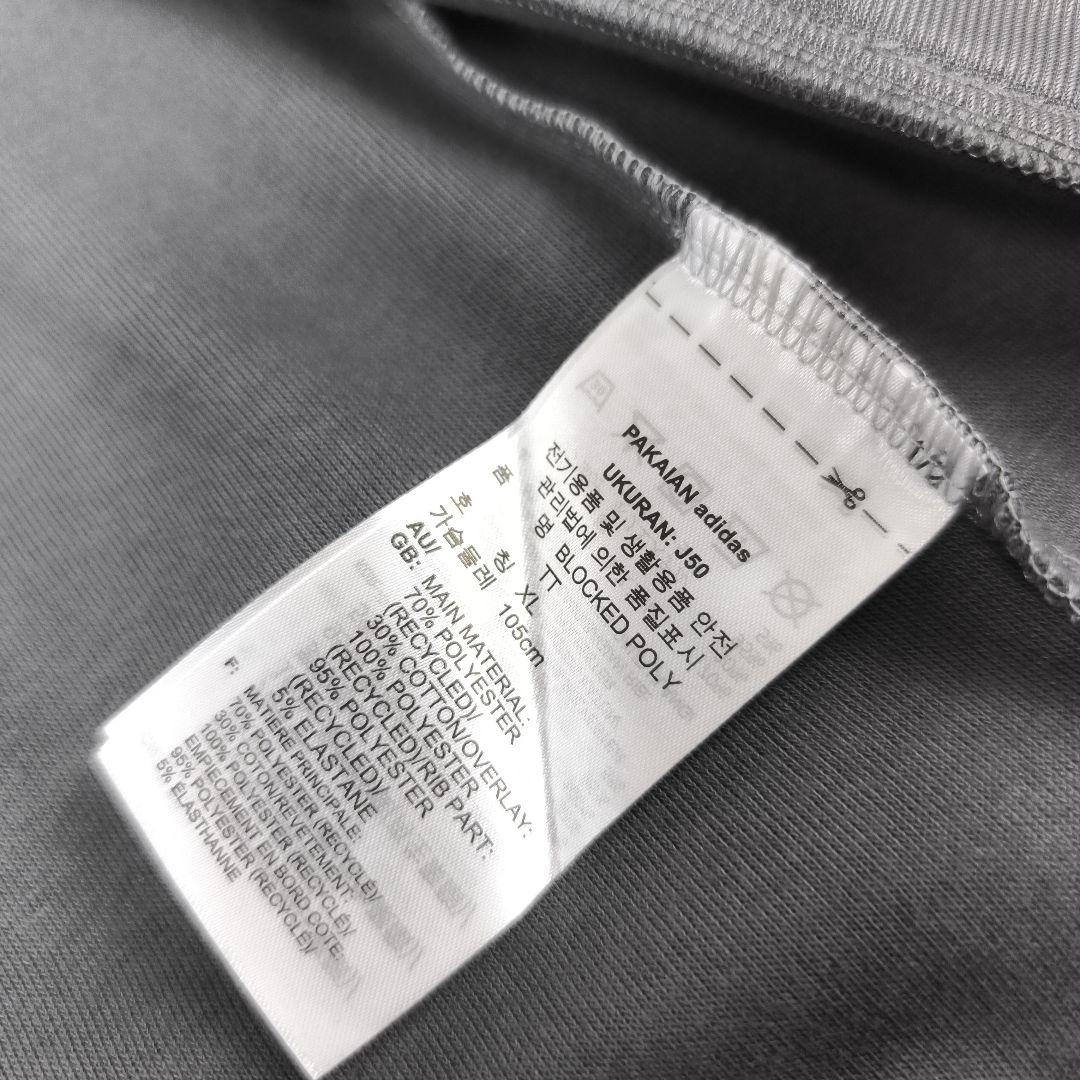 1/2
PAKAIAN adidas
UKURAN: J50
전기용품 및 생활용품 안전
관리법에 의한 품질표시
품 명 BLOCKED POLY
TT
호 칭 XL
가슴둘레 105cm
AU/
GB: MAIN MATERIAL:
70% POLYESTER
(RECYCLED)/
30% COTTON/OVERLAY:
100% POLYESTER
(RECYCLED)/RIB PART:
95% POLYESTER
(RECYCLED)/
5% ELASTANE
F: MATIERE PRINCIPALE:
70% POLYESTER (RECYCLÉ)/
30% COTON/REVETEMENT:
100% POLYESTER (RECYCLÉ)/
EMPIECEMENT EN BORD COTE:
95% POLYESTER (RECYCLÉ)/
5% ÉLASTHANNE